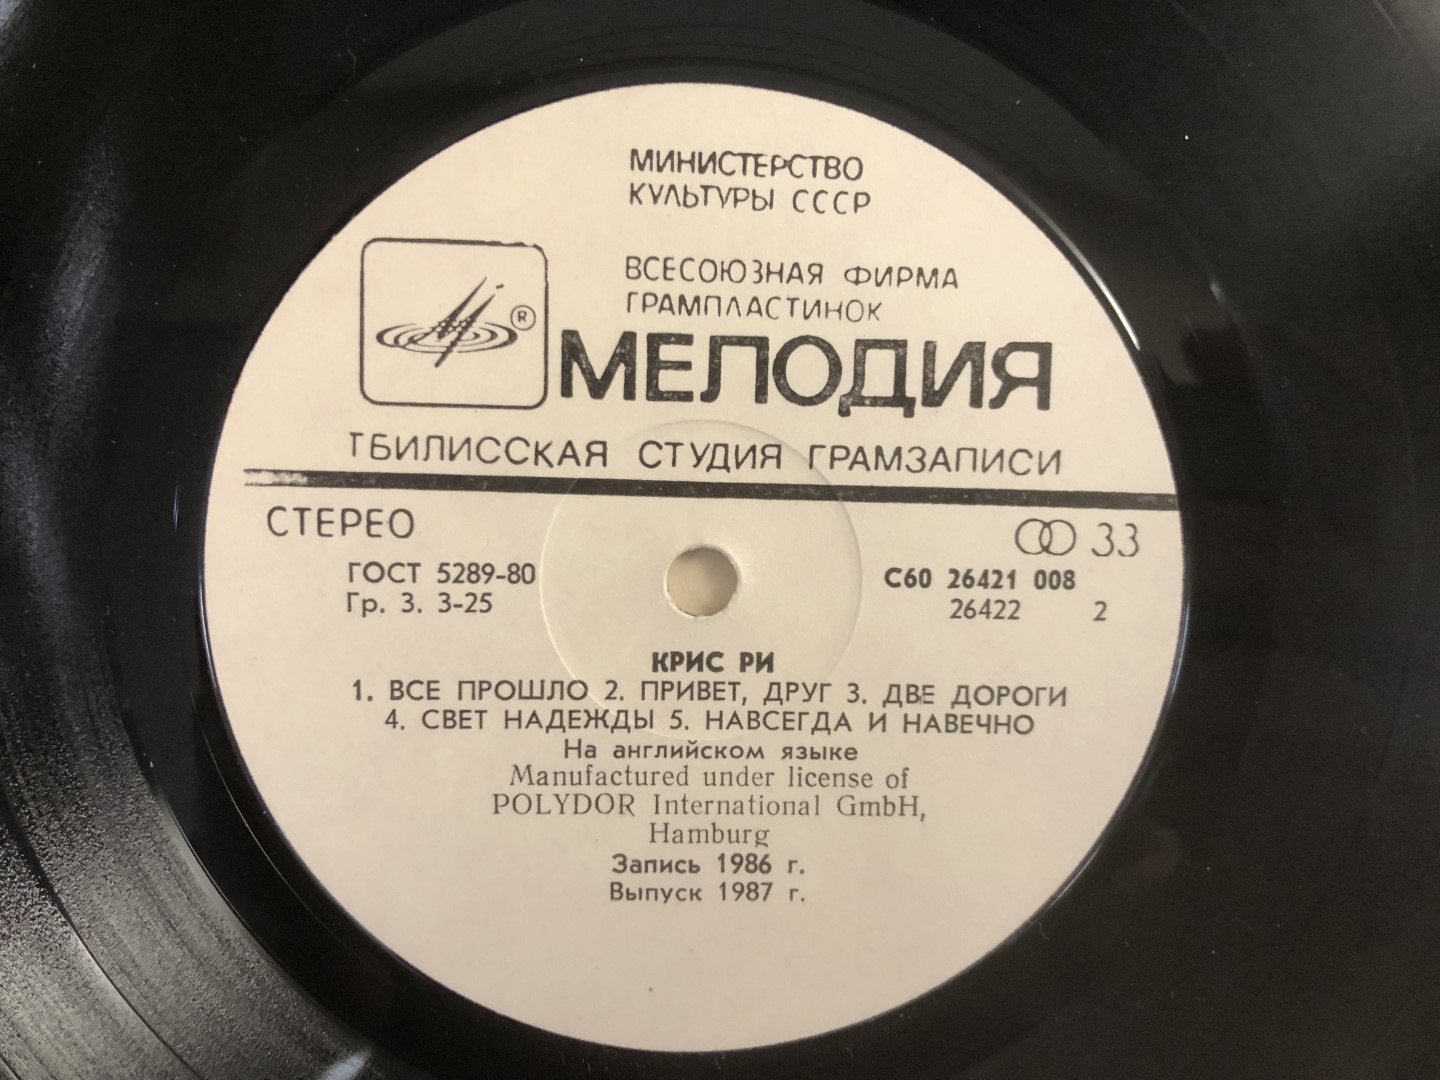 МИНИСТЕРСТВО
КУЛЬТУРЫ СССР
ВСЕСОЮЗНАЯ ФИРМА
ГРАМПЛАСТИНОК
®
МЕЛОДИЯ
ТБИЛИССКАЯ СТУДИЯ ГРАМЗАПИСИ
СТЕРЕО 33
ГОСТ 5289-80 С60 26421 008
Гр. 3. 3-25 26422 2
КРИС РИ
1. ВСЕ ПРОШЛО 2. ПРИВЕТ, ДРУГ 3. ДВЕ ДОРОГИ
4. СВЕТ НАДЕЖДЫ 5. НАВСЕГДА И НАВЕЧНО
На английском языке
Manufactured under license of
POLYDOR International GmbH,
Hamburg
Запись 1986 г.
Выпуск 1987 г.